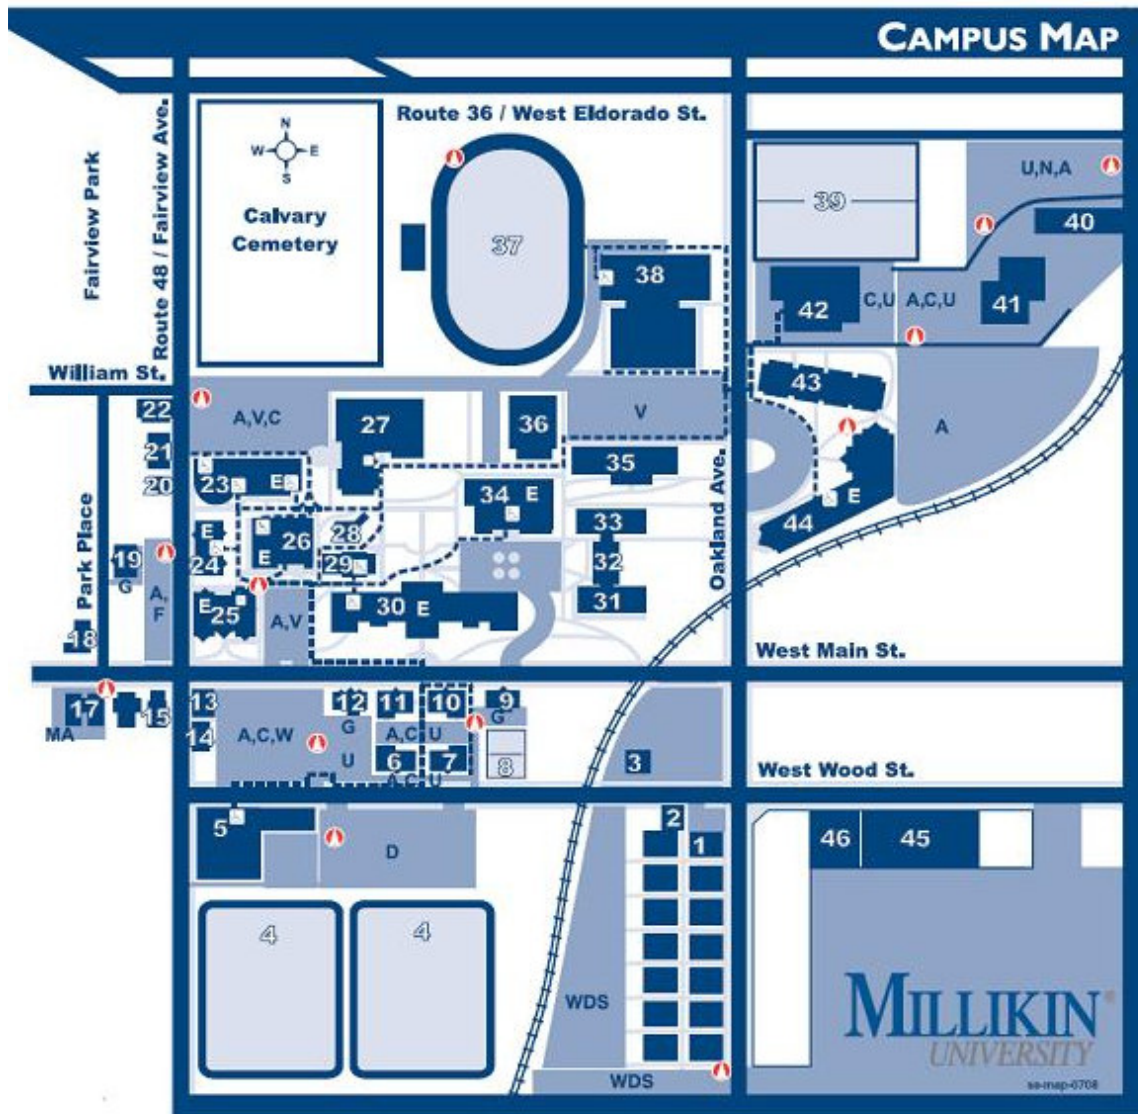 CAMPUS MAP
Route 36 / West Eldorado St.
Fairview Park
Route 48 / Fairview Ave.
N
W E
S
Calvary
Cemetery
37
38
39
U,N,A
40
41
42
C,U
A,C,U
William St.
43
A
44
E
22
21
20
A,V,C
27
36
V
35
23
E
34
E
Oakland Ave.
Park Place
E
24
26
E
28
29
33
32
31
19
G
A,
F
E
25
A,V
30
E
18
West Main St.
17
MA
15
13
14
A,C,W
12
G
U
11
A,C
10
U
9
G
6
A,C
7
U
8
3
West Wood St.
5
D
2
1
46
45
4
4
WDS
WDS
MILLIKIN®
UNIVERSITY
se-map-0708